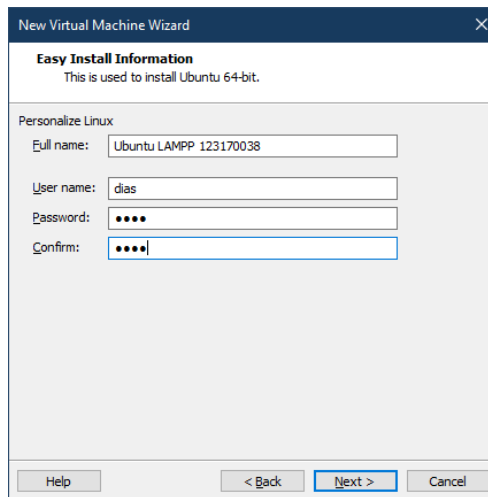 New Virtual Machine Wizard
Easy Install Information
This is used to install Ubuntu 64-bit.
Personalize Linux
Full name: Ubuntu LAMPP 123170038
User name: dias
Password: ●●●●
Confirm: ●●●●
Help < Back Next > Cancel